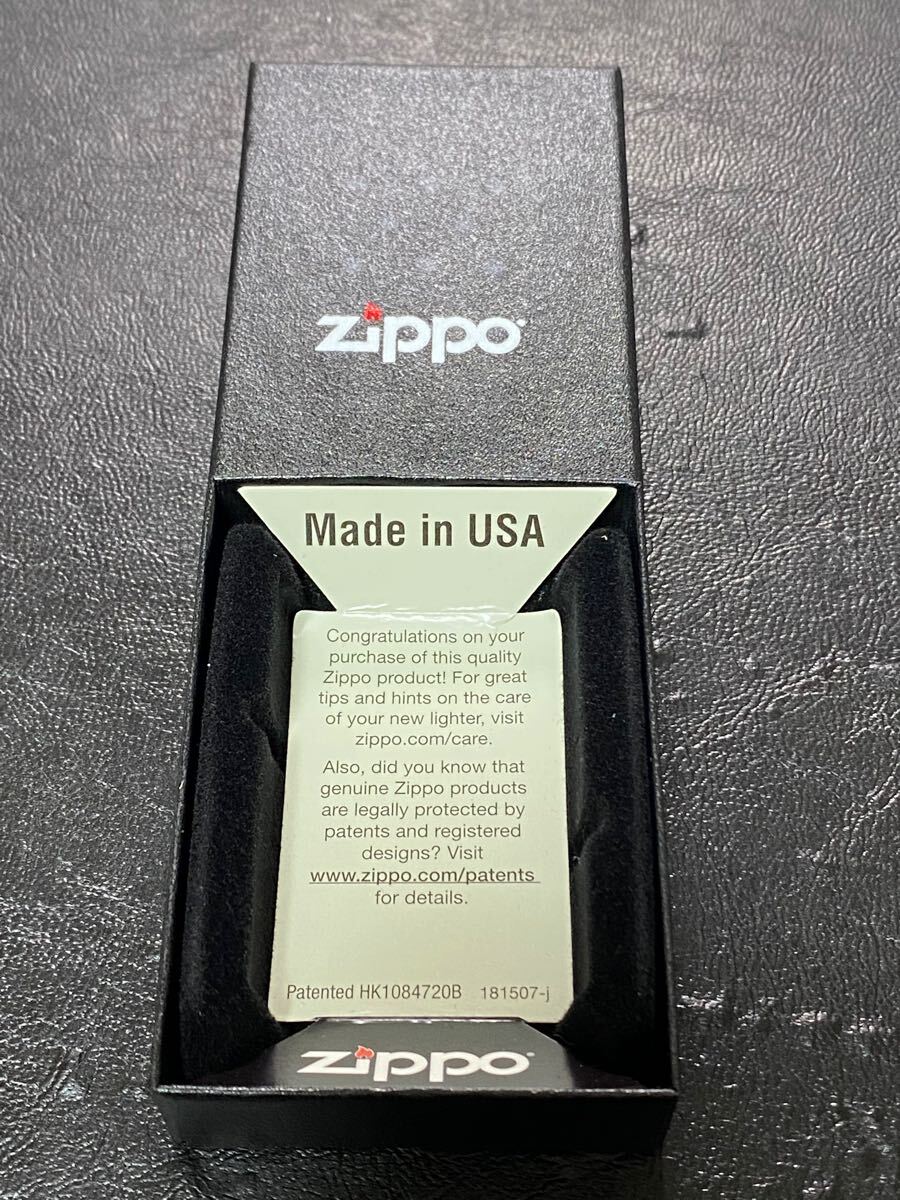 zippo
Made in USA
Congratulations on your
purchase of this quality
Zippo product! For great
tips and hints on the care
of your new lighter, visit
zippo.com/care.
Also, did you know that
genuine Zippo products
are legally protected by
patents and registered
designs? Visit
www.zippo.com/patents
for details.
Patented HK1084720B 181507-j
zippo